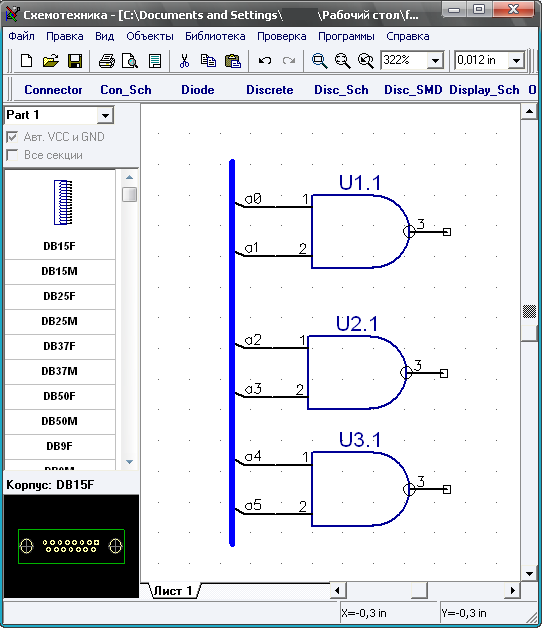 Схемотехника - [C:\Documents and Settings\ \Рабочий стол\f...
Файл Правка Вид Объекты Библиотека Проверка Программы Справка
322% 0,012 in
Connector Con_Sch Diode Discrete Disc_Sch Disc_SMD Display_Sch O
Part 1
Авт. VCC и GND
Все секции
DB15F
DB15M
DB25F
DB25M
DB37F
DB37M
DB50F
DB50M
DB9F
DB9M
Корпус: DB15F
U1.1
a0 1
3
a1 2
U2.1
a2 1
3
a3 2
U3.1
a4 1
3
a5 2
Лист 1
X=-0,3 in Y=-0,3 in